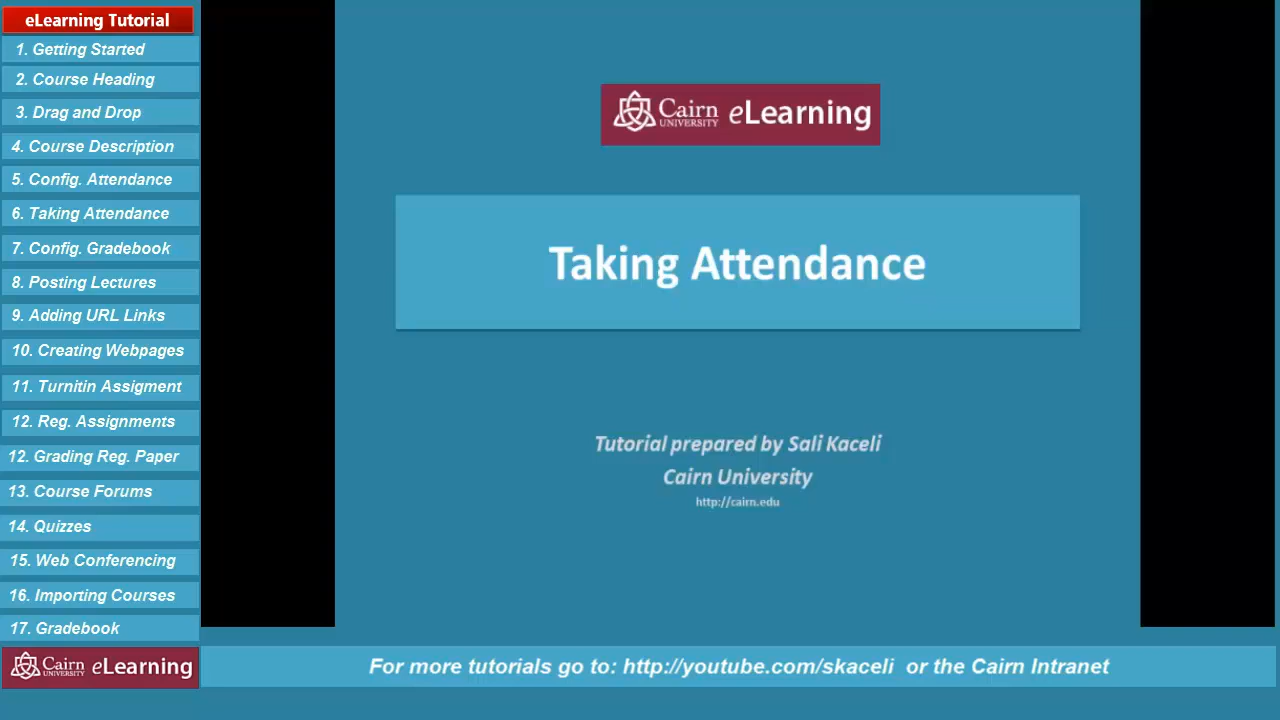 eLearning Tutorial
1. Getting Started
2. Course Heading
3. Drag and Drop
4. Course Description
5. Config. Attendance
6. Taking Attendance
7. Config. Gradebook
8. Posting Lectures
9. Adding URL Links
10. Creating Webpages
11. Turnitin Assigment
12. Reg. Assignments
12. Grading Reg. Paper
13. Course Forums
14. Quizzes
15. Web Conferencing
16. Importing Courses
17. Gradebook
Cairn UNIVERSITY eLearning
Cairn UNIVERSITY eLearning
Taking Attendance
Tutorial prepared by Sali Kaceli
Cairn University
http://cairn.edu
For more tutorials go to: http://youtube.com/skaceli or the Cairn Intranet